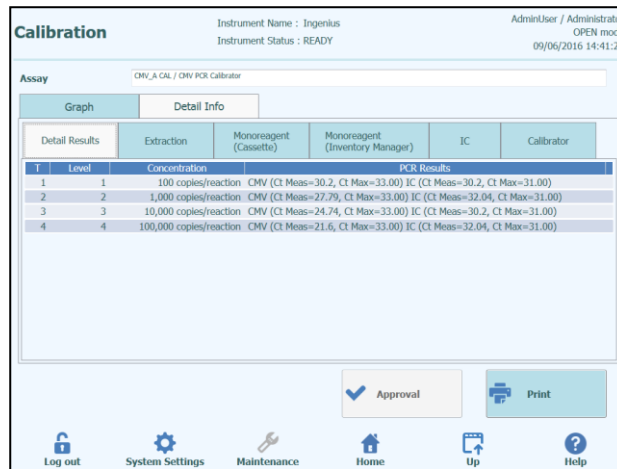 Calibration
Instrument Name : Ingenius
Instrument Status : READY
AdminUser / Administrat
OPEN mod
09/06/2016 14:41:2
Assay
CMV_A CAL / CMV PCR Calibrator
Graph
Detail Info
Detail Results
Extraction
Monoreagent
(Cassette)
Monoreagent
(Inventory Manager)
IC
Calibrator
T Level Concentration PCR Results
1 1 100 copies/reaction CMV (Ct Meas=30.2, Ct Max=33.00) IC (Ct Meas=30.2, Ct Max=31.00)
2 2 1,000 copies/reaction CMV (Ct Meas=27.79, Ct Max=33.00) IC (Ct Meas=32.04, Ct Max=31.00)
3 3 10,000 copies/reaction CMV (Ct Meas=24.74, Ct Max=33.00) IC (Ct Meas=30.2, Ct Max=31.00)
4 4 100,000 copies/reaction CMV (Ct Meas=21.6, Ct Max=33.00) IC (Ct Meas=32.04, Ct Max=31.00)
Approval
Print
Log out
System Settings
Maintenance
Home
Up
Help